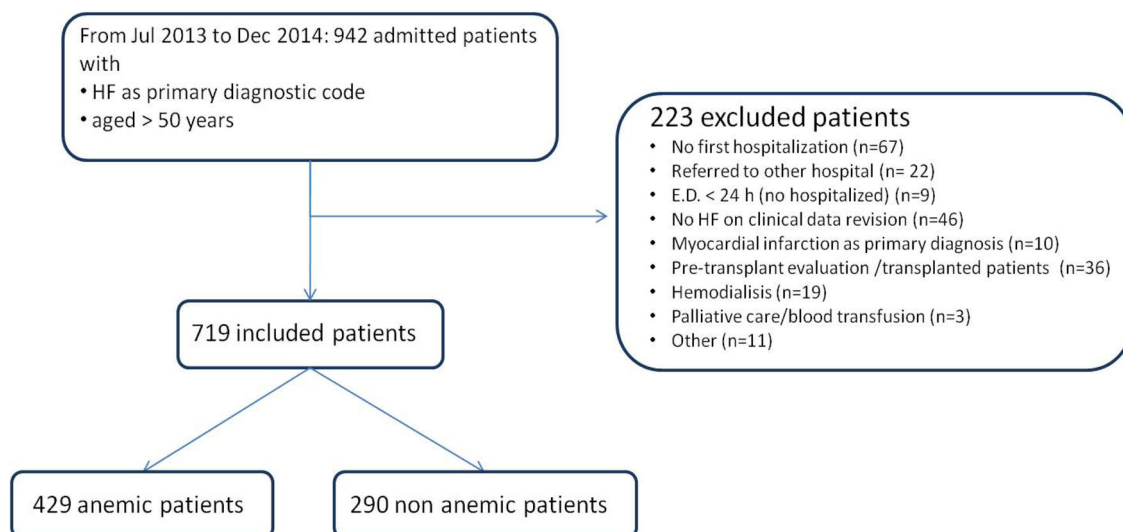 From Jul 2013 to Dec 2014: 942 admitted patients
with
• HF as primary diagnostic code
• aged > 50 years
223 excluded patients
• No first hospitalization (n=67)
• Referred to other hospital (n= 22)
• E.D. < 24 h (no hospitalized) (n=9)
• No HF on clinical data revision (n=46)
• Myocardial infarction as primary diagnosis (n=10)
• Pre-transplant evaluation /transplanted patients (n=36)
• Hemodialisis (n=19)
• Palliative care/blood transfusion (n=3)
• Other (n=11)
719 included patients
429 anemic patients
290 non anemic patients